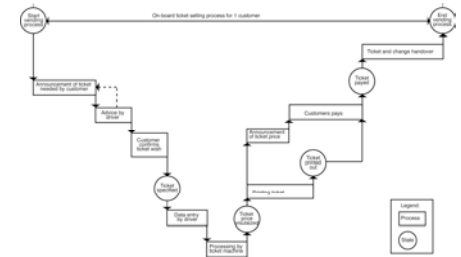 Start
vending
process
On-board ticket selling process for 1 customer
End
vending
process
Ticket and change handover
Announcement of ticket
needed by customer
Ticket
payed
Advice by
driver
Customers pays
Customer
confirms
ticket wish
Announcement
of ticket price
Ticket
printed
out
Ticket
specified
ticket
Data entry
by driver
Ticket
price
Processing by
ticket machine
Legend:
Process
State